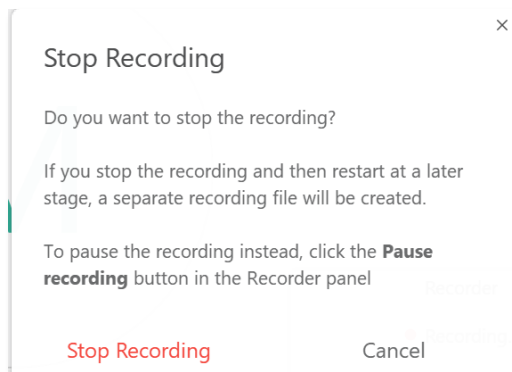 Stop Recording
Do you want to stop the recording?
If you stop the recording and then restart at a later
stage, a separate recording file will be created.
To pause the recording instead, click the Pause
recording button in the Recorder panel
Recorder
Recording
Stop Recording
Cancel